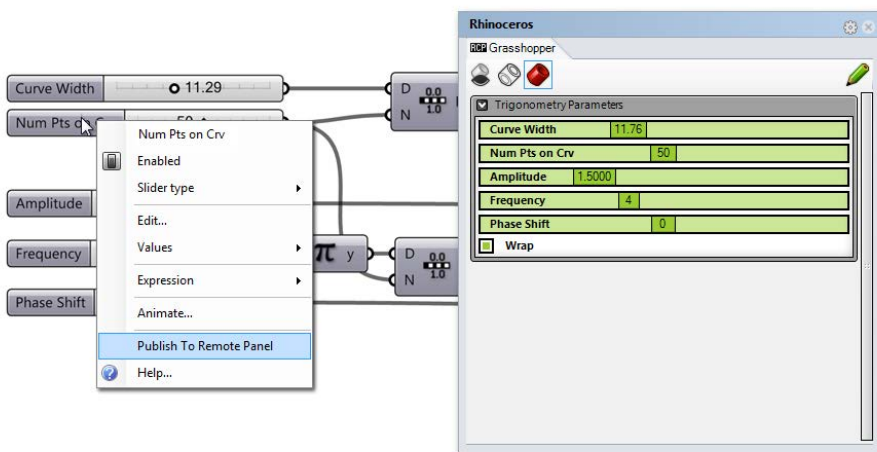 Curve Width
11.29
D
N
0.0
1.0
Num Pts on
Amplitude
Frequency
Phase Shift
Num Pts on Crv
Enabled
Slider type
Edit...
Values
Expression
Animate...
Publish To Remote Panel
Help...
π y
D
N
0.0
1.0
Rhinoceros
RCP Grasshopper
Trigonometry Parameters
Curve Width 11.76
Num Pts on Crv 50
Amplitude 1.5000
Frequency 4
Phase Shift 0
Wrap